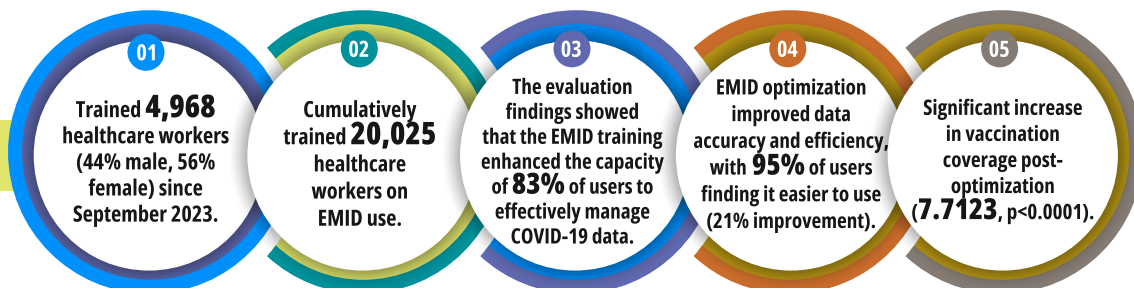 01
Trained 4,968
healthcare workers
(44% male, 56%
female) since
September 2023.
02
Cumulatively
trained 20,025
healthcare
workers on
EMID use.
03
The evaluation
findings showed
that the EMID training
enhanced the capacity
of 83% of users to
effectively manage
COVID-19 data.
04
EMID optimization
improved data
accuracy and efficiency,
with 95% of users
finding it easier to use
(21% improvement).
05
Significant increase
in vaccination
coverage post-
optimization
(7.7123, p<0.0001).